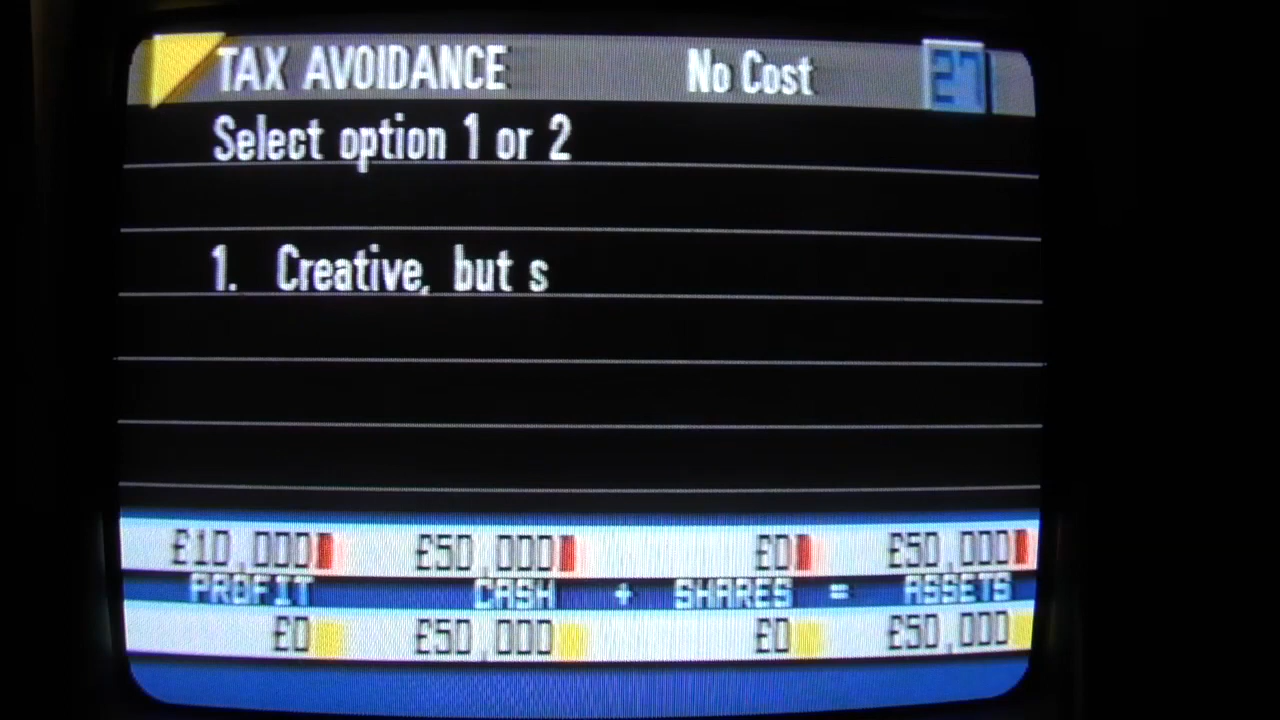 TAX AVOIDANCE No Cost 27
Select option 1 or 2
1. Creative, but s
£10,000 £50,000 £0 £50,000
PROFIT CASH + SHARES = ASSETS
£0 £50,000 £0 £50,000